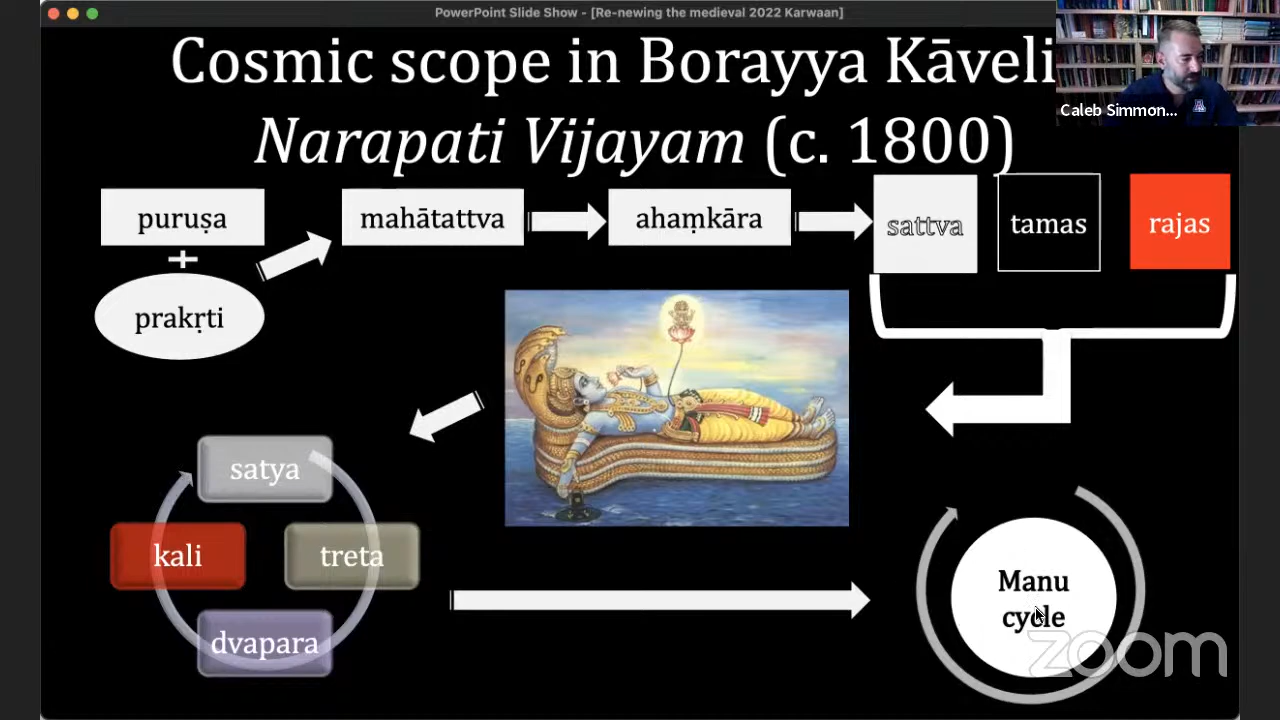 PowerPoint Slide Show - [Re-newing the medieval 2022 Karwaan]
Cosmic scope in Borayya Kāveli
Narapati Vijayam (c. 1800)
Caleb Simmon...
puruṣa
+
prakṛti
mahātattva
ahaṃkāra
sattva
tamas
rajas
satya
kali
treta
dvapara
Manu
cycle
zoom